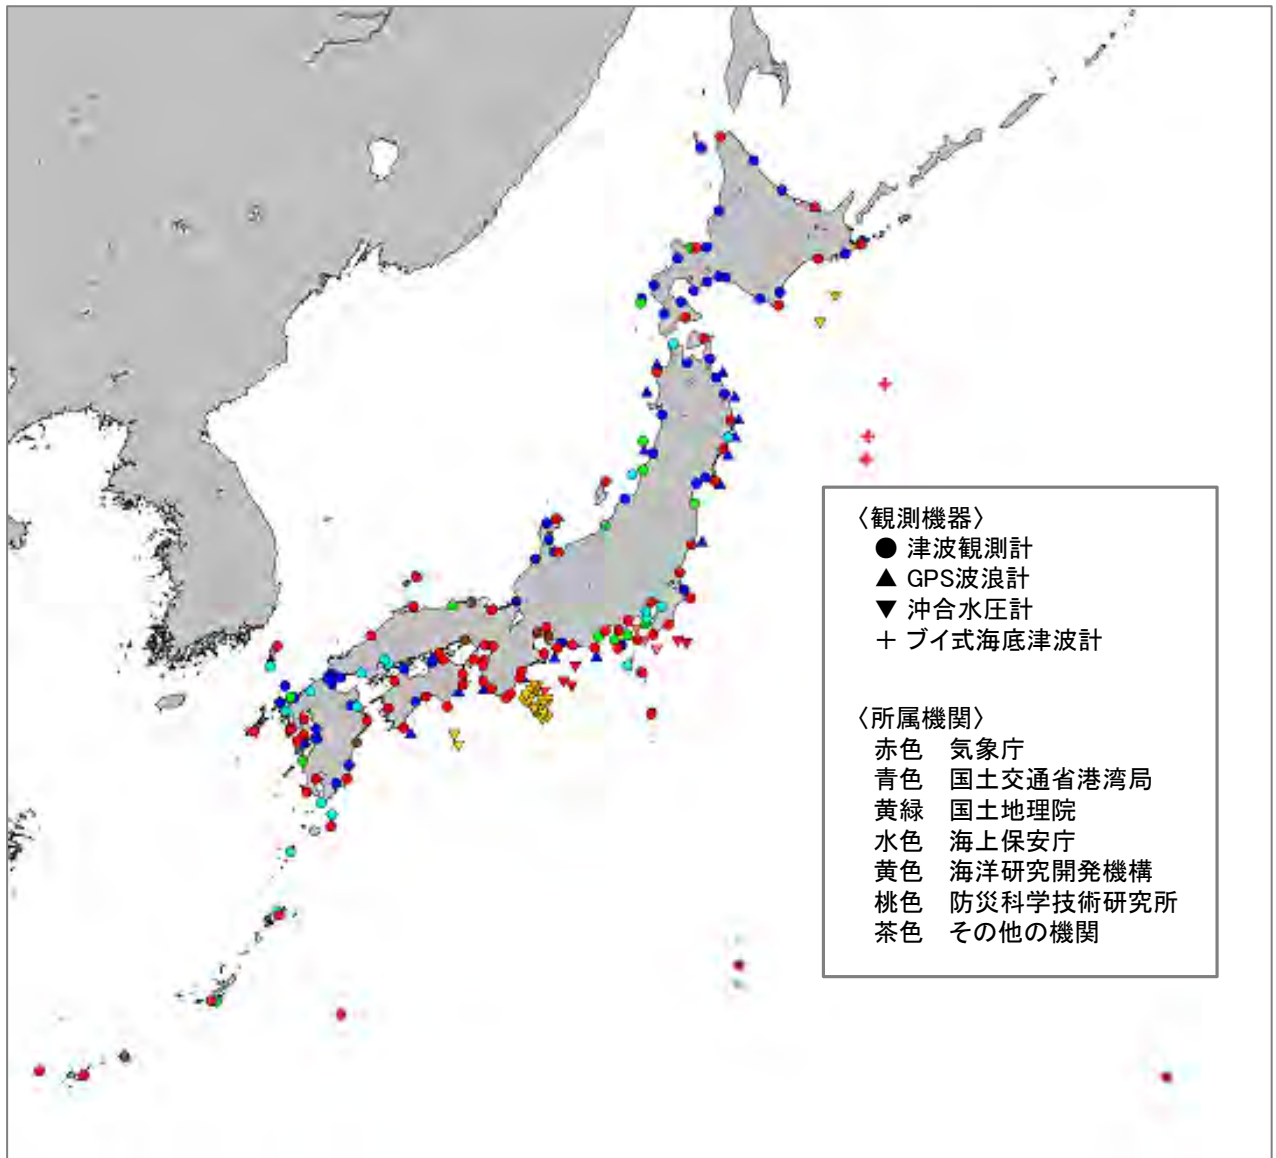 〈観測機器〉
● 津波観測計
▲ GPS波浪計
▼ 沖合水圧計
＋ ブイ式海底津波計
〈所属機関〉
赤色　気象庁
青色　国土交通省港湾局
黄緑　国土地理院
水色　海上保安庁
黄色　海洋研究開発機構
桃色　防災科学技術研究所
茶色　その他の機関